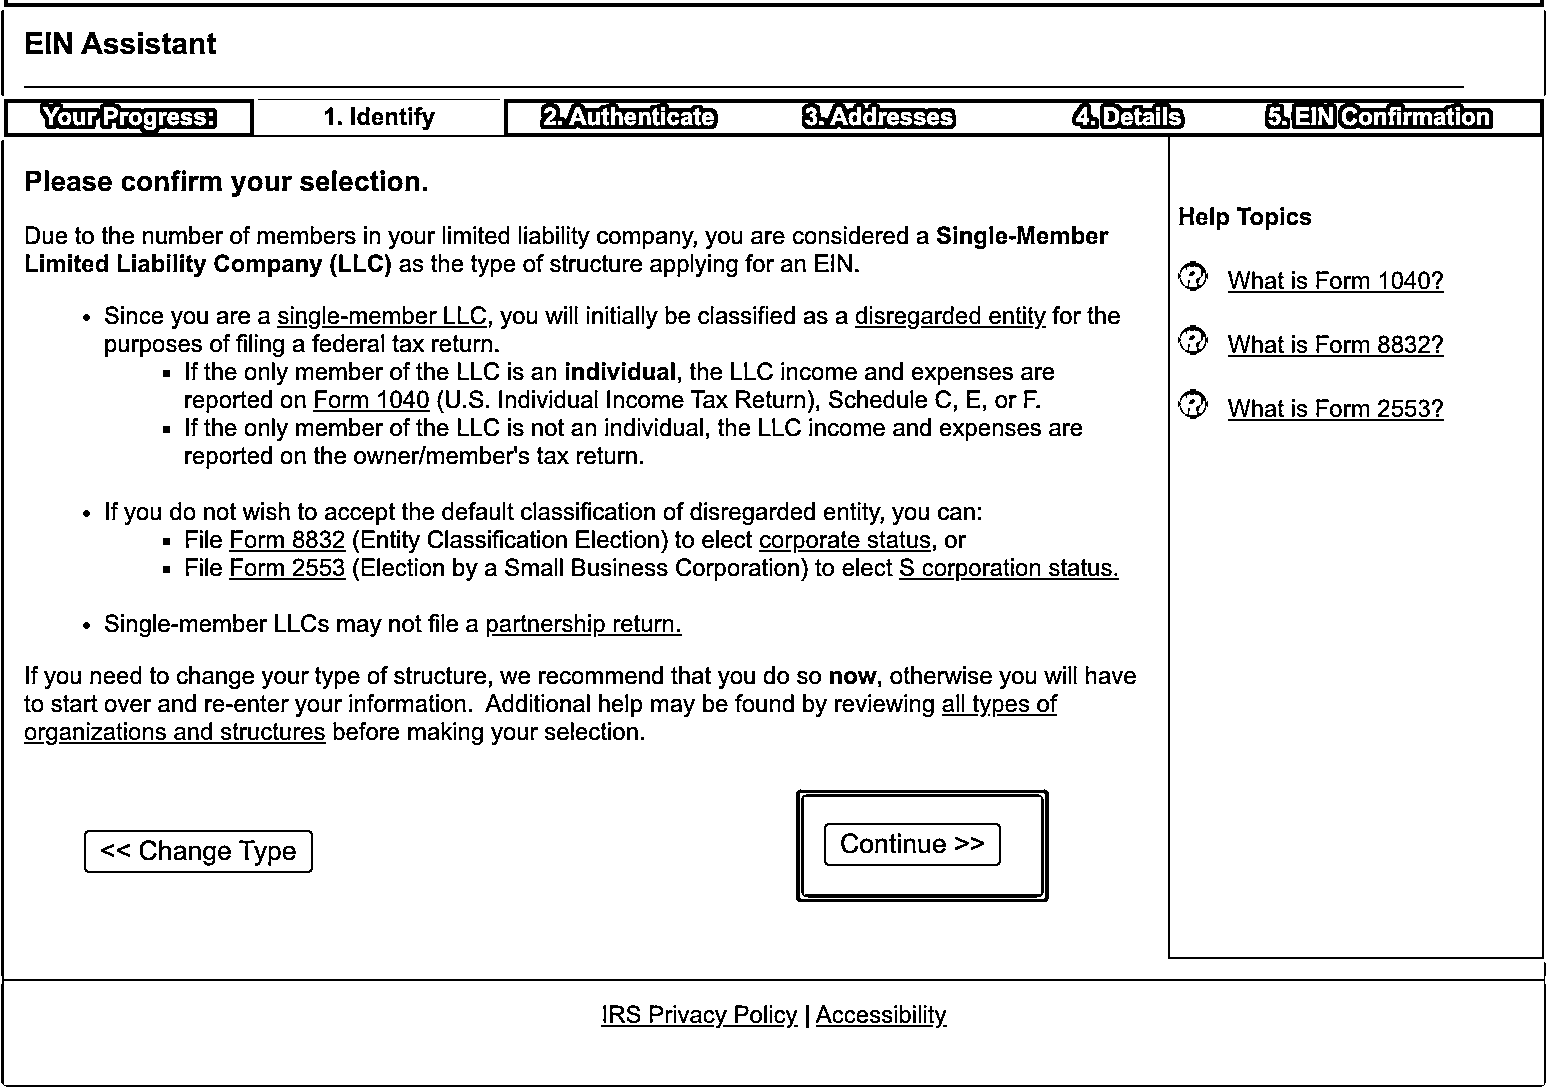 EIN Assistant
Your Progress: 1. Identify 2. Authenticate 3. Addresses 4. Details 5. EIN Confirmation
Please confirm your selection.
Due to the number of members in your limited liability company, you are considered a Single-Member
Limited Liability Company (LLC) as the type of structure applying for an EIN.
• Since you are a single-member LLC, you will initially be classified as a disregarded entity for the
purposes of filing a federal tax return.
▪ If the only member of the LLC is an individual, the LLC income and expenses are
reported on Form 1040 (U.S. Individual Income Tax Return), Schedule C, E, or F.
▪ If the only member of the LLC is not an individual, the LLC income and expenses are
reported on the owner/member's tax return.
• If you do not wish to accept the default classification of disregarded entity, you can:
▪ File Form 8832 (Entity Classification Election) to elect corporate status, or
▪ File Form 2553 (Election by a Small Business Corporation) to elect S corporation status.
• Single-member LLCs may not file a partnership return.
If you need to change your type of structure, we recommend that you do so now, otherwise you will have
to start over and re-enter your information. Additional help may be found by reviewing all types of
organizations and structures before making your selection.
<< Change Type
Continue >>
Help Topics
? What is Form 1040?
? What is Form 8832?
? What is Form 2553?
IRS Privacy Policy | Accessibility